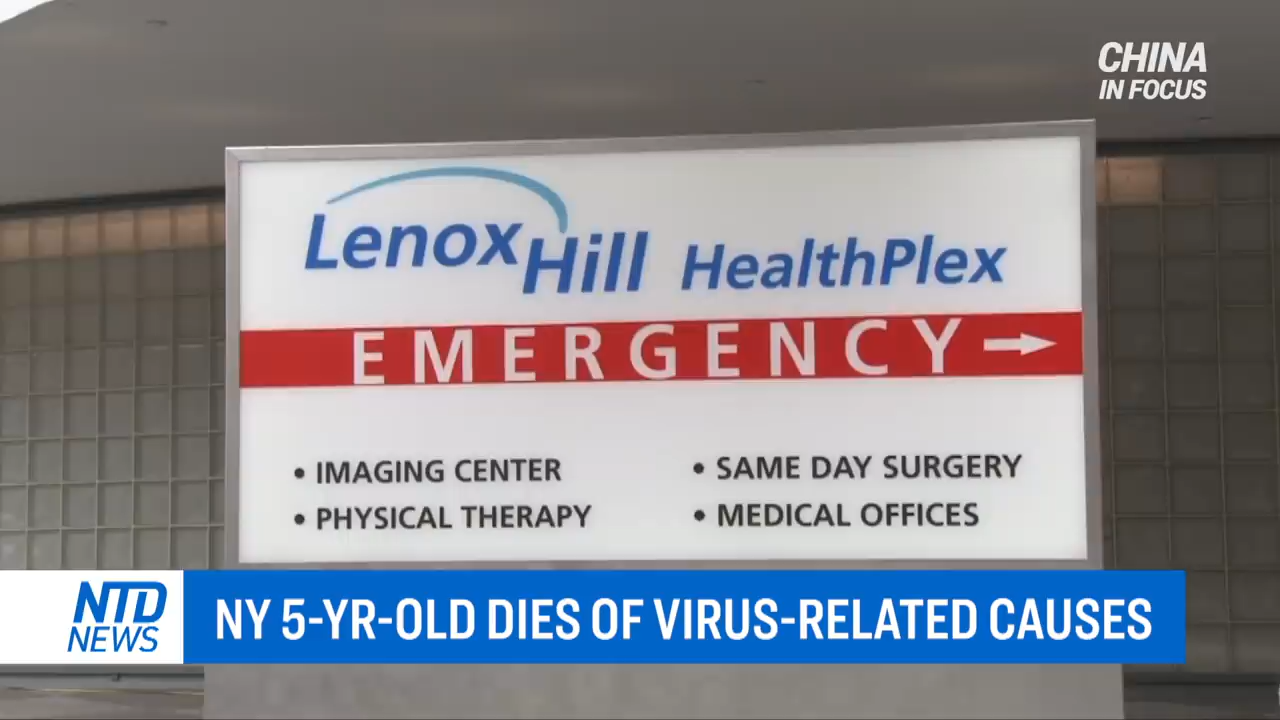 CHINA
IN FOCUS
Lenox Hill HealthPlex
EMERGENCY
• IMAGING CENTER
• PHYSICAL THERAPY
• SAME DAY SURGERY
• MEDICAL OFFICES
NTD
NEWS
NY 5-YR-OLD DIES OF VIRUS-RELATED CAUSES